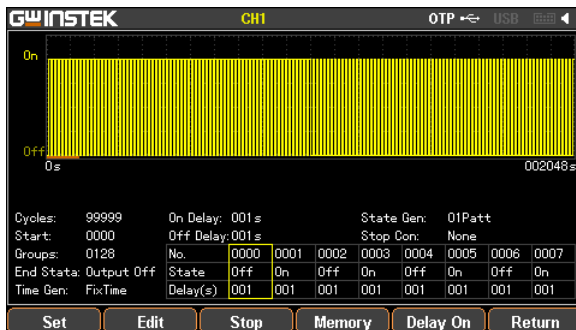 GWINSTEK CH1 OTP USB
On
Off
0s 002048s
Cycles: 99999 On Delay: 001s State Gen: 01Patt
Start: 0000 Off Delay: 001s Stop Con: None
Groups: 0128 No. 0000 0001 0002 0003 0004 0005 0006 0007
End Stata: Output Off State Off On Off On Off On Off On
Time Gen: FixTime Delay(s) 001 001 001 001 001 001 001 001
Set Edit Stop Memory Delay On Return